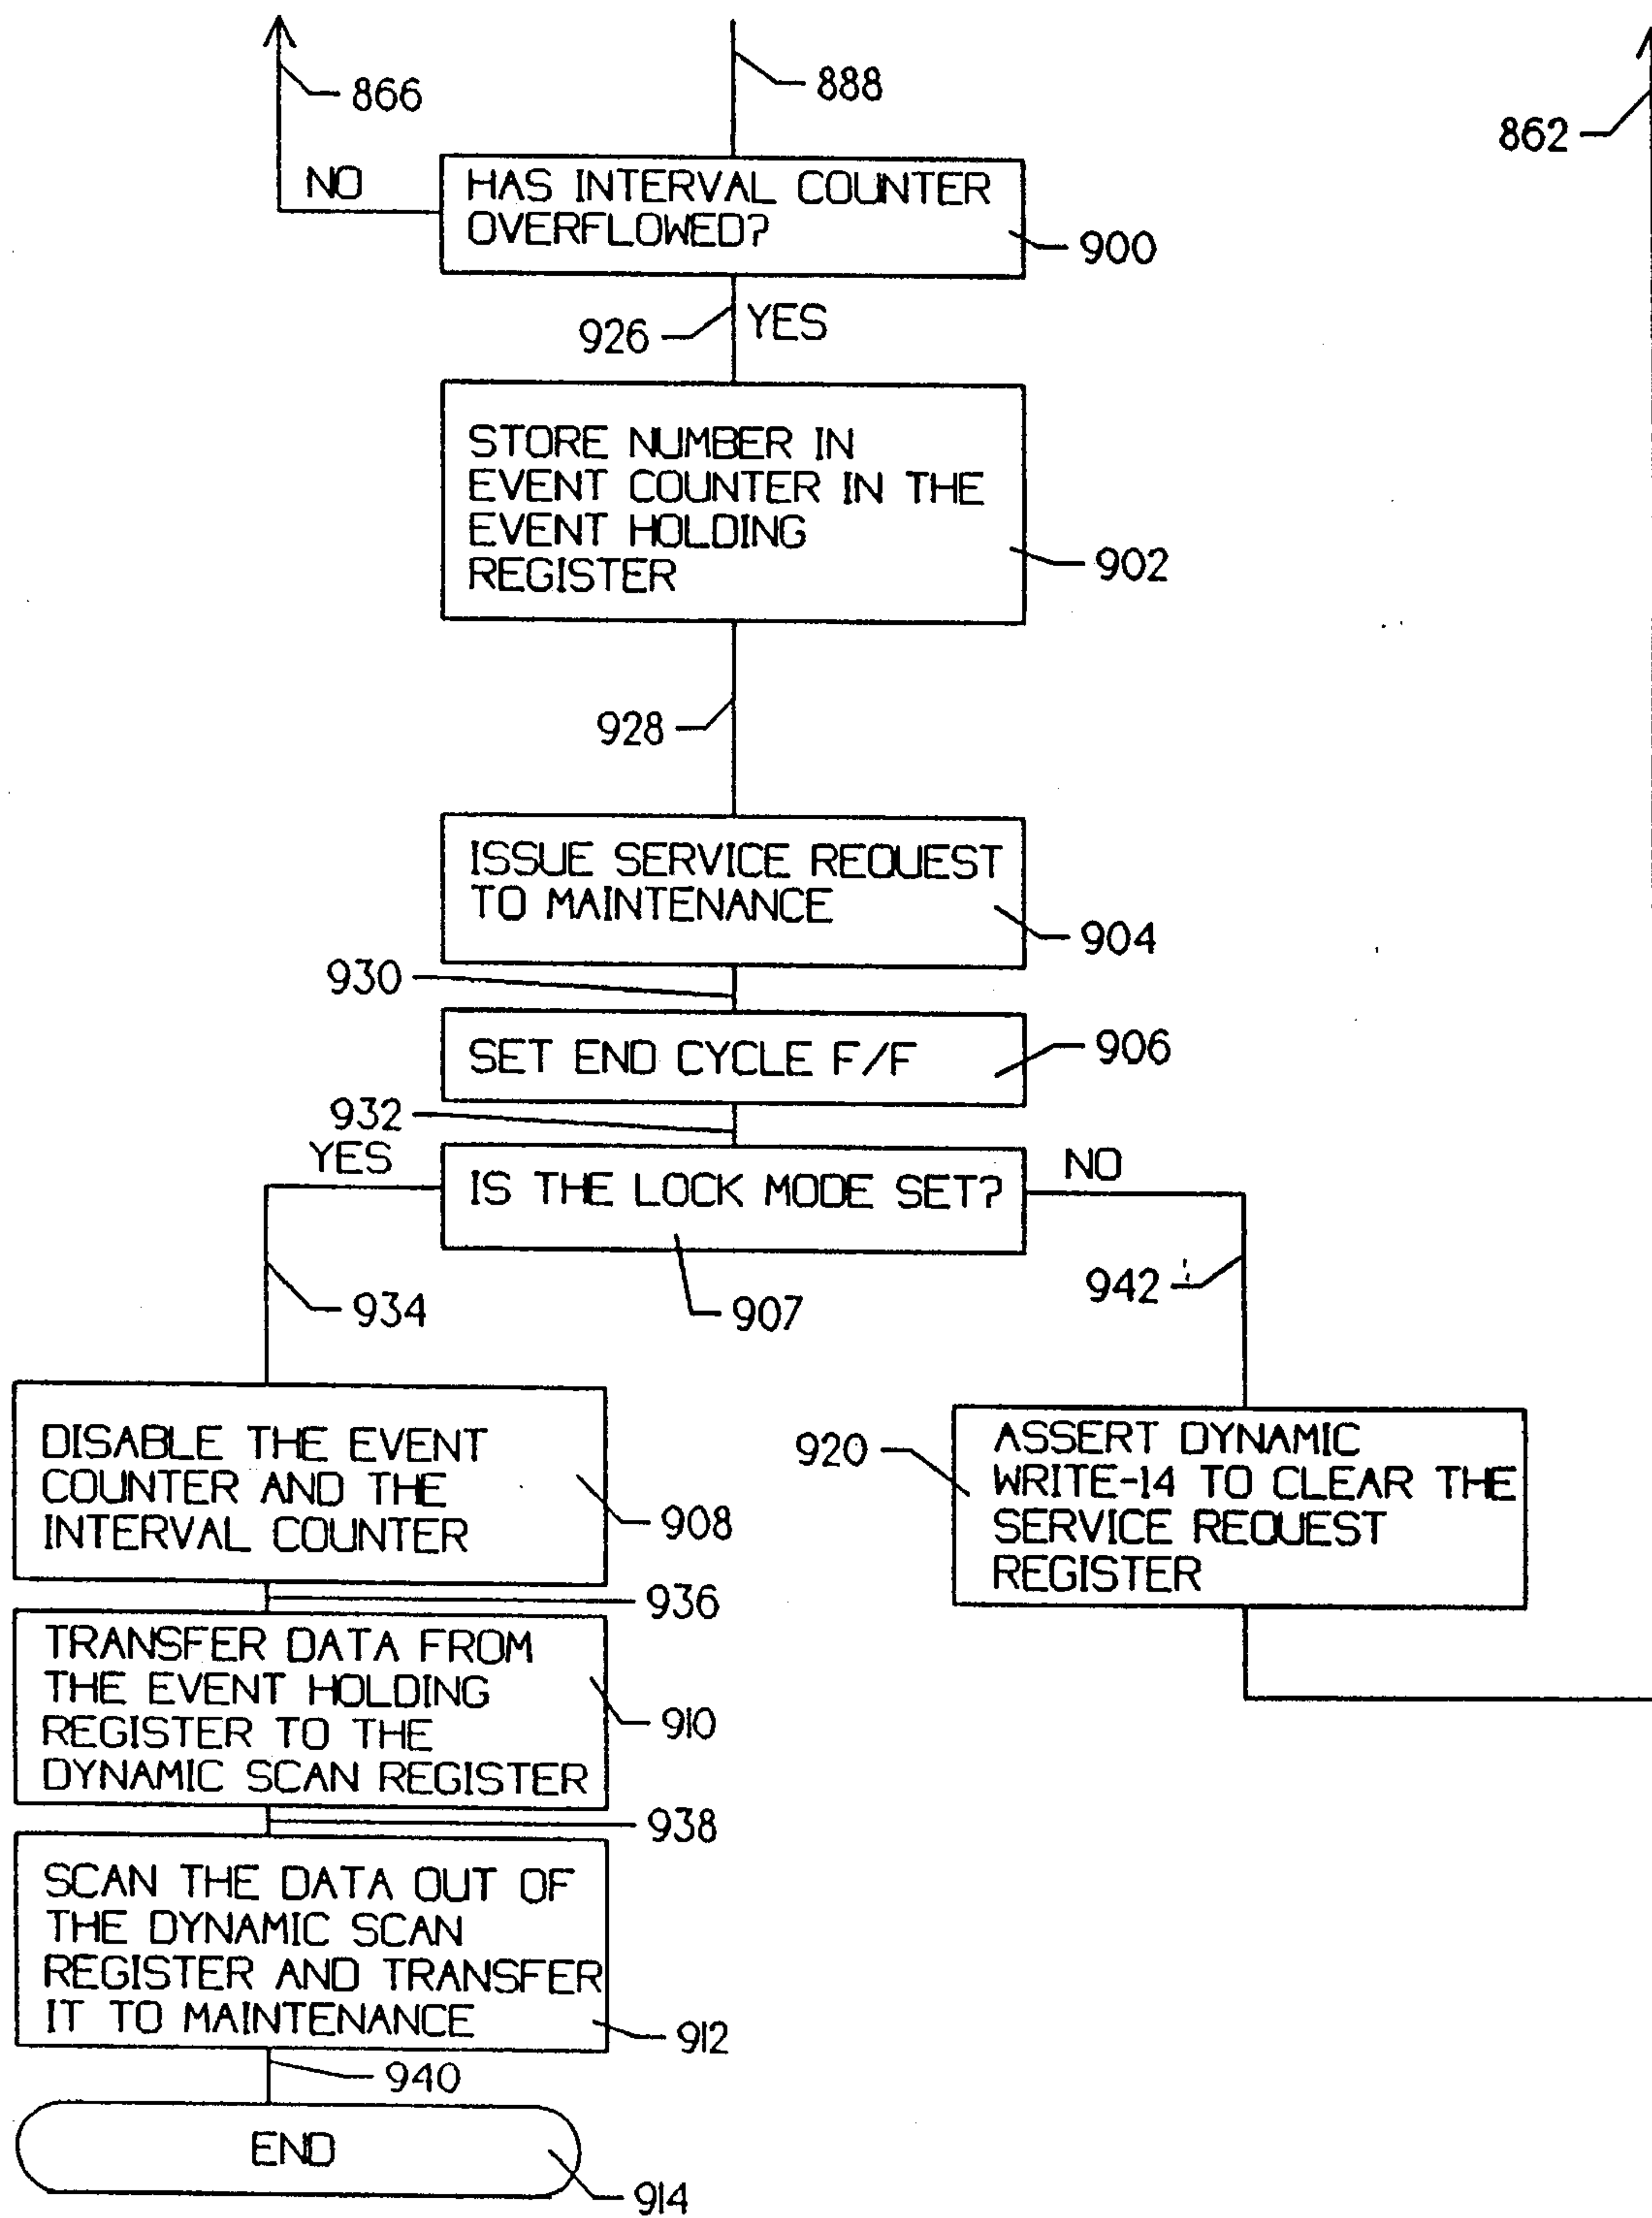 866
888
862
NO
HAS INTERVAL COUNTER
OVERFLOWED?
900
926
YES
STORE NUMBER IN
EVENT COUNTER IN THE
EVENT HOLDING
REGISTER
902
928
ISSUE SERVICE REQUEST
TO MAINTENANCE
904
930
SET END CYCLE F/F
906
932
YES
IS THE LOCK MODE SET?
NO
934
907
942
DISABLE THE EVENT
COUNTER AND THE
INTERVAL COUNTER
908
920
ASSERT DYNAMIC
WRITE-14 TO CLEAR THE
SERVICE REQUEST
REGISTER
936
TRANSFER DATA FROM
THE EVENT HOLDING
REGISTER TO THE
DYNAMIC SCAN REGISTER
910
938
SCAN THE DATA OUT OF
THE DYNAMIC SCAN
REGISTER AND TRANSFER
IT TO MAINTENANCE
912
940
END
914